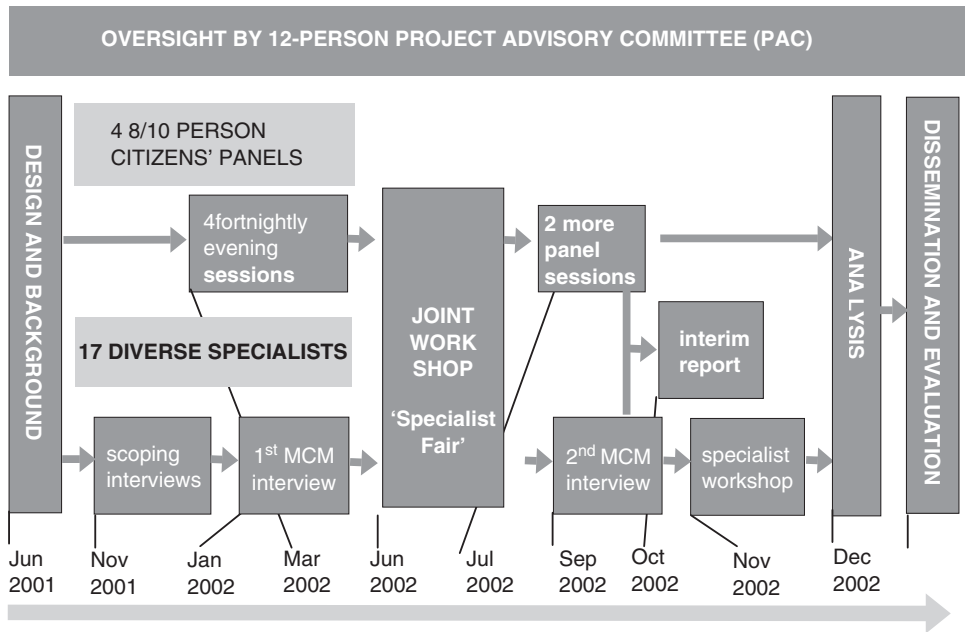 OVERSIGHT BY 12-PERSON PROJECT ADVISORY COMMITTEE (PAC)
DESIGN AND BACKGROUND
4 8/10 PERSON
CITIZENS’ PANELS
4fortnightly
evening
sessions
17 DIVERSE SPECIALISTS
scoping
interviews
1st MCM
interview
JOINT
WORK
SHOP
‘Specialist
Fair’
2 more
panel
sessions
interim
report
2nd MCM
interview
specialist
workshop
ANALYSIS
DISSEMINATION AND EVALUATION
Jun
2001
Nov
2001
Jan
2002
Mar
2002
Jun
2002
Jul
2002
Sep
2002
Oct
2002
Nov
2002
Dec
2002